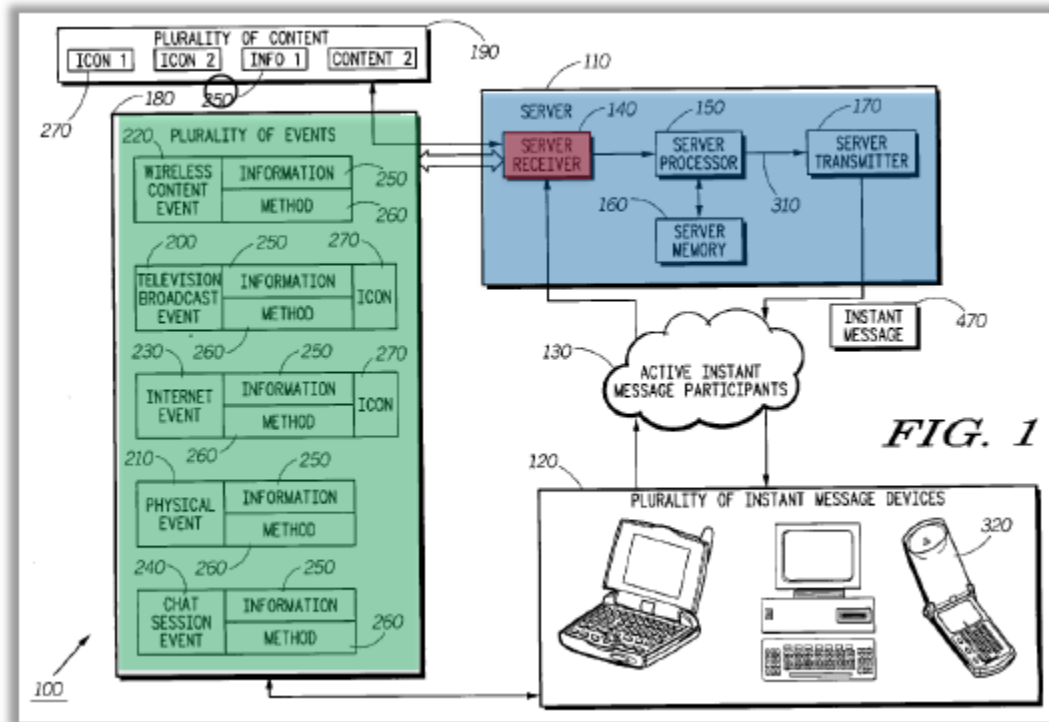 PLURALITY OF CONTENT
190
ICON 1 ICON 2 INFO 1 CONTENT 2
270
250
180
PLURALITY OF EVENTS
220
WIRELESS
CONTENT
EVENT
INFORMATION
METHOD
250
260
200
250
270
TELEVISION
BROADCAST
EVENT
INFORMATION
METHOD
ICON
260
230
250
270
INTERNET
EVENT
INFORMATION
METHOD
ICON
260
210
250
PHYSICAL
EVENT
INFORMATION
METHOD
260
240
250
CHAT
SESSION
EVENT
INFORMATION
METHOD
260
100
110
SERVER
140
SERVER
RECEIVER
150
SERVER
PROCESSOR
170
SERVER
TRANSMITTER
310
160
SERVER
MEMORY
INSTANT
MESSAGE
470
130
ACTIVE INSTANT
MESSAGE PARTICIPANTS
FIG. 1
120
PLURALITY OF INSTANT MESSAGE DEVICES
320